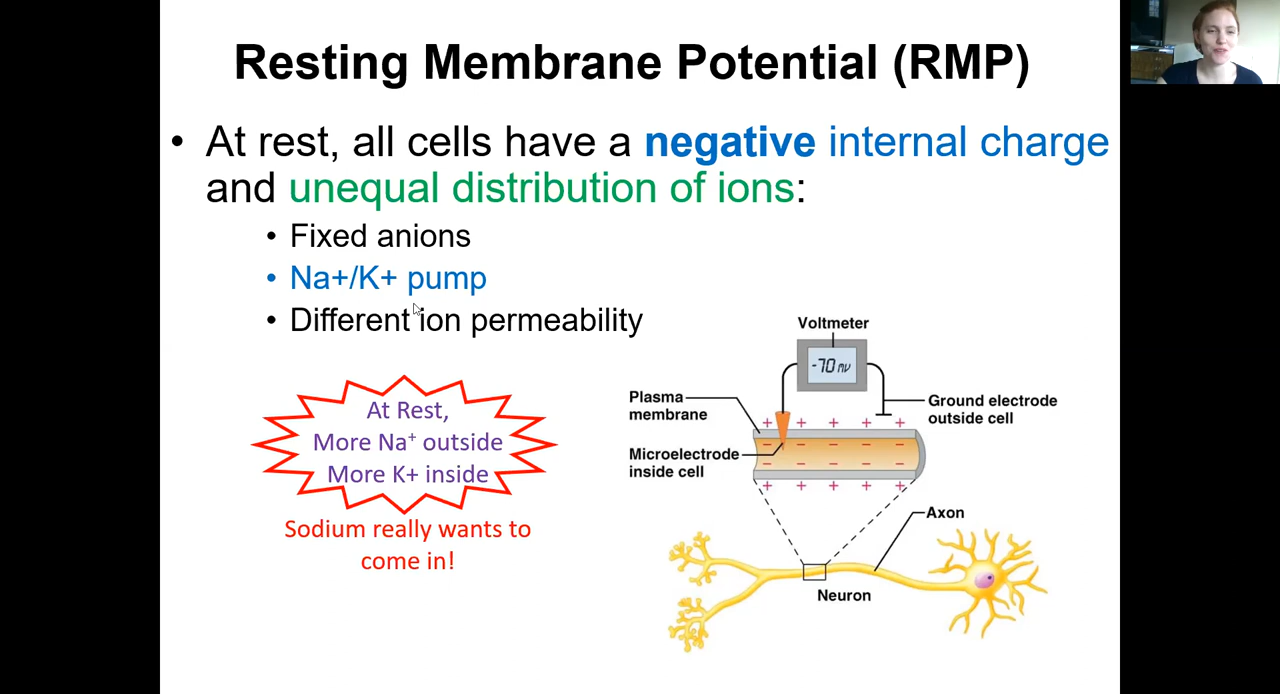 Resting Membrane Potential (RMP)
• At rest, all cells have a negative internal charge
and unequal distribution of ions:
• Fixed anions
• Na+/K+ pump
• Different ion permeability
At Rest,
More Na⁺ outside
More K+ inside
Sodium really wants to
come in!
Voltmeter
-70 mv
Plasma
membrane
Ground electrode
outside cell
Microelectrode
inside cell
Axon
Neuron